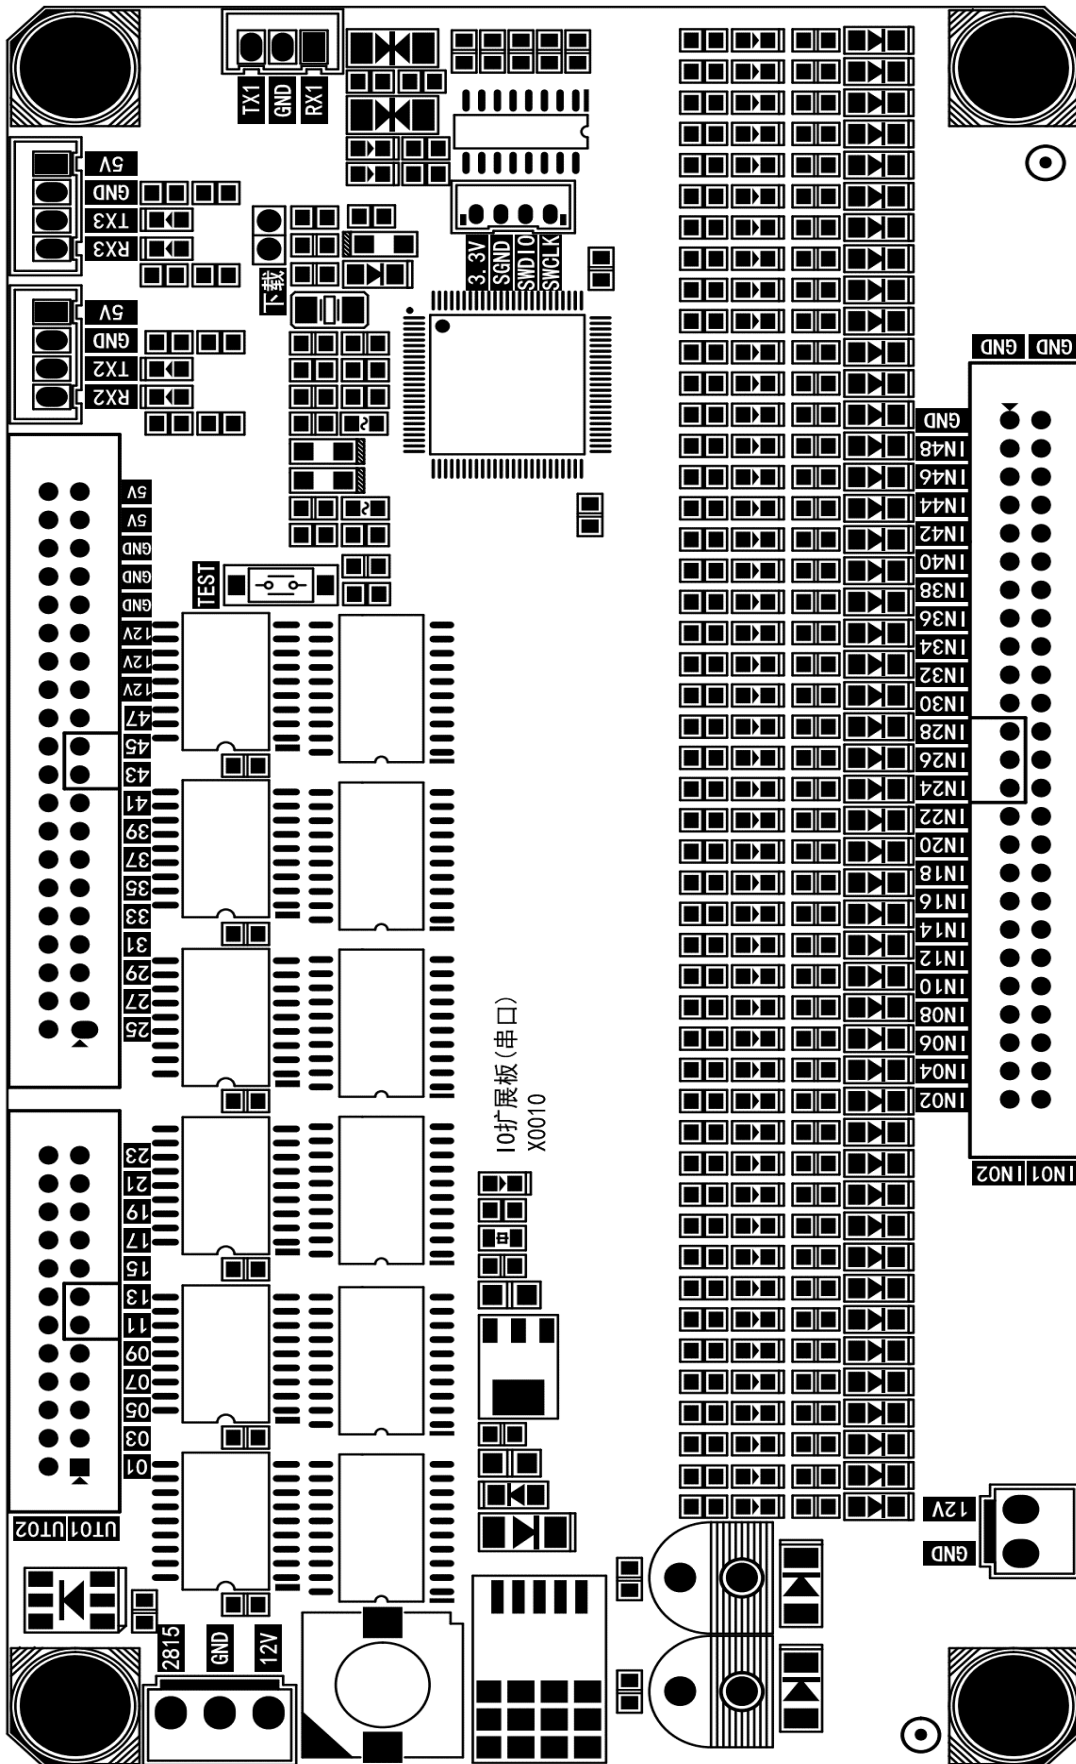 TX1
GND
RX1
5V
GND
TX3
RX3
下载
3.3V
SGND
SWDIO
SWCLK
5V
GND
TX2
RX2
GND
GND
GND
IN48
IN46
IN44
IN42
IN40
IN38
IN36
IN34
IN32
IN30
IN28
IN26
IN24
IN22
IN20
IN18
IN16
IN14
IN12
IN10
IN08
IN06
IN04
IN02
IN02
IN01
5V
5V
GND
GND
GND
12V
12V
12V
47
45
43
41
39
37
35
33
31
29
27
25
TEST
IO扩展板(串口)
X0010
23
21
19
17
15
13
11
09
07
05
03
01
UT02
UT01
12V
GND
2815
GND
12V